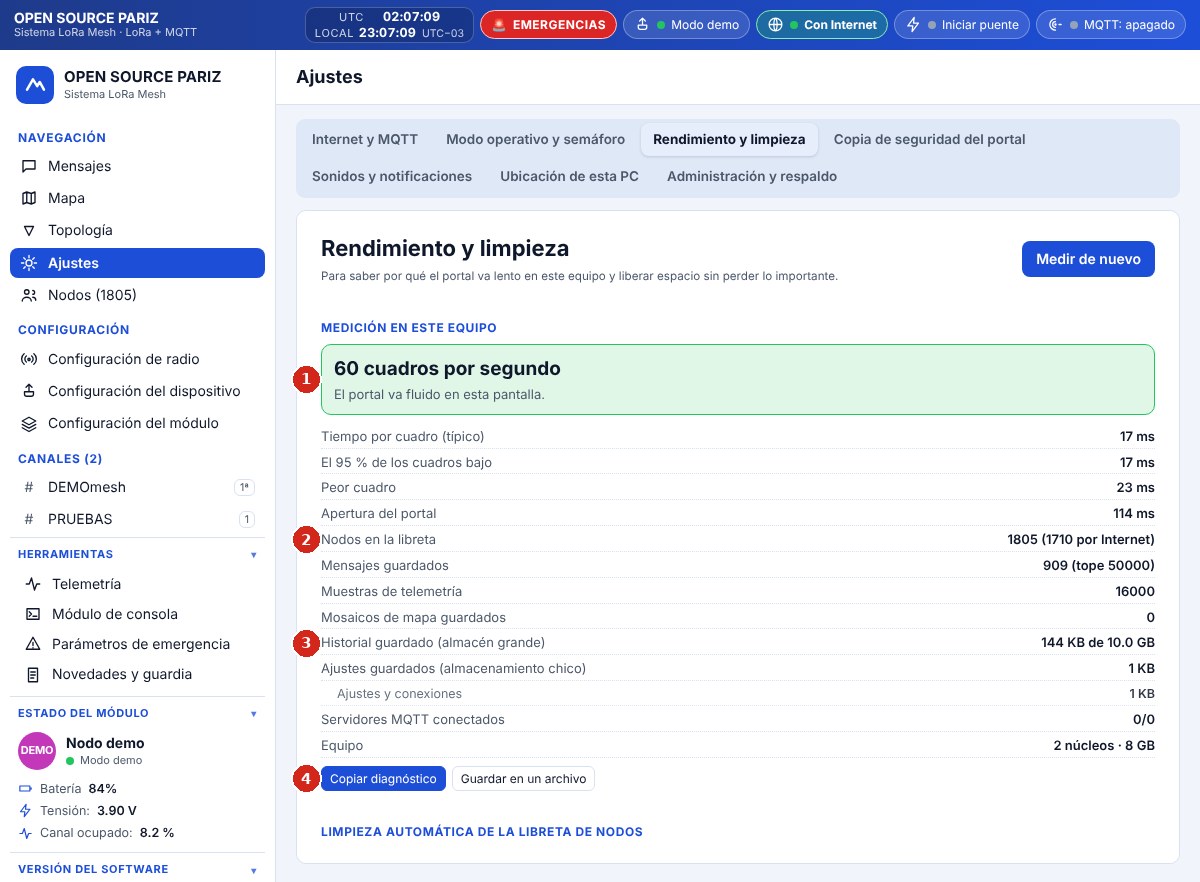 OPEN SOURCE PARIZ
Sistema LoRa Mesh · LoRa + MQTT
UTC 02:07:09
LOCAL 23:07:09 UTC−03
EMERGENCIAS
Modo demo
Con Internet
Iniciar puente
MQTT: apagado
OPEN SOURCE PARIZ
Sistema LoRa Mesh
NAVEGACIÓN
Mensajes
Mapa
Topología
Ajustes
Nodos (1805)
CONFIGURACIÓN
Configuración de radio
Configuración del dispositivo
Configuración del módulo
CANALES (2)
# DEMOmesh 1ª
# PRUEBAS 1
HERRAMIENTAS ▾
Telemetría
Módulo de consola
Parámetros de emergencia
Novedades y guardia
ESTADO DEL MÓDULO ▾
DEMO
Nodo demo
Modo demo
Batería 84%
Tensión: 3.90 V
Canal ocupado: 8.2 %
VERSIÓN DEL SOFTWARE ▾
Ajustes
Internet y MQTT
Modo operativo y semáforo
Rendimiento y limpieza
Copia de seguridad del portal
Sonidos y notificaciones
Ubicación de esta PC
Administración y respaldo
Rendimiento y limpieza
Para saber por qué el portal va lento en este equipo y liberar espacio sin perder lo importante.
Medir de nuevo
MEDICIÓN EN ESTE EQUIPO
1
60 cuadros por segundo
El portal va fluido en esta pantalla.
Tiempo por cuadro (típico) 17 ms
El 95 % de los cuadros bajo 17 ms
Peor cuadro 23 ms
Apertura del portal 114 ms
2 Nodos en la libreta 1805 (1710 por Internet)
Mensajes guardados 909 (tope 50000)
Muestras de telemetría 16000
Mosaicos de mapa guardados 0
3 Historial guardado (almacén grande) 144 KB de 10.0 GB
Ajustes guardados (almacenamiento chico) 1 KB
Ajustes y conexiones 1 KB
Servidores MQTT conectados 0/0
Equipo 2 núcleos · 8 GB
4 Copiar diagnóstico Guardar en un archivo
LIMPIEZA AUTOMÁTICA DE LA LIBRETA DE NODOS